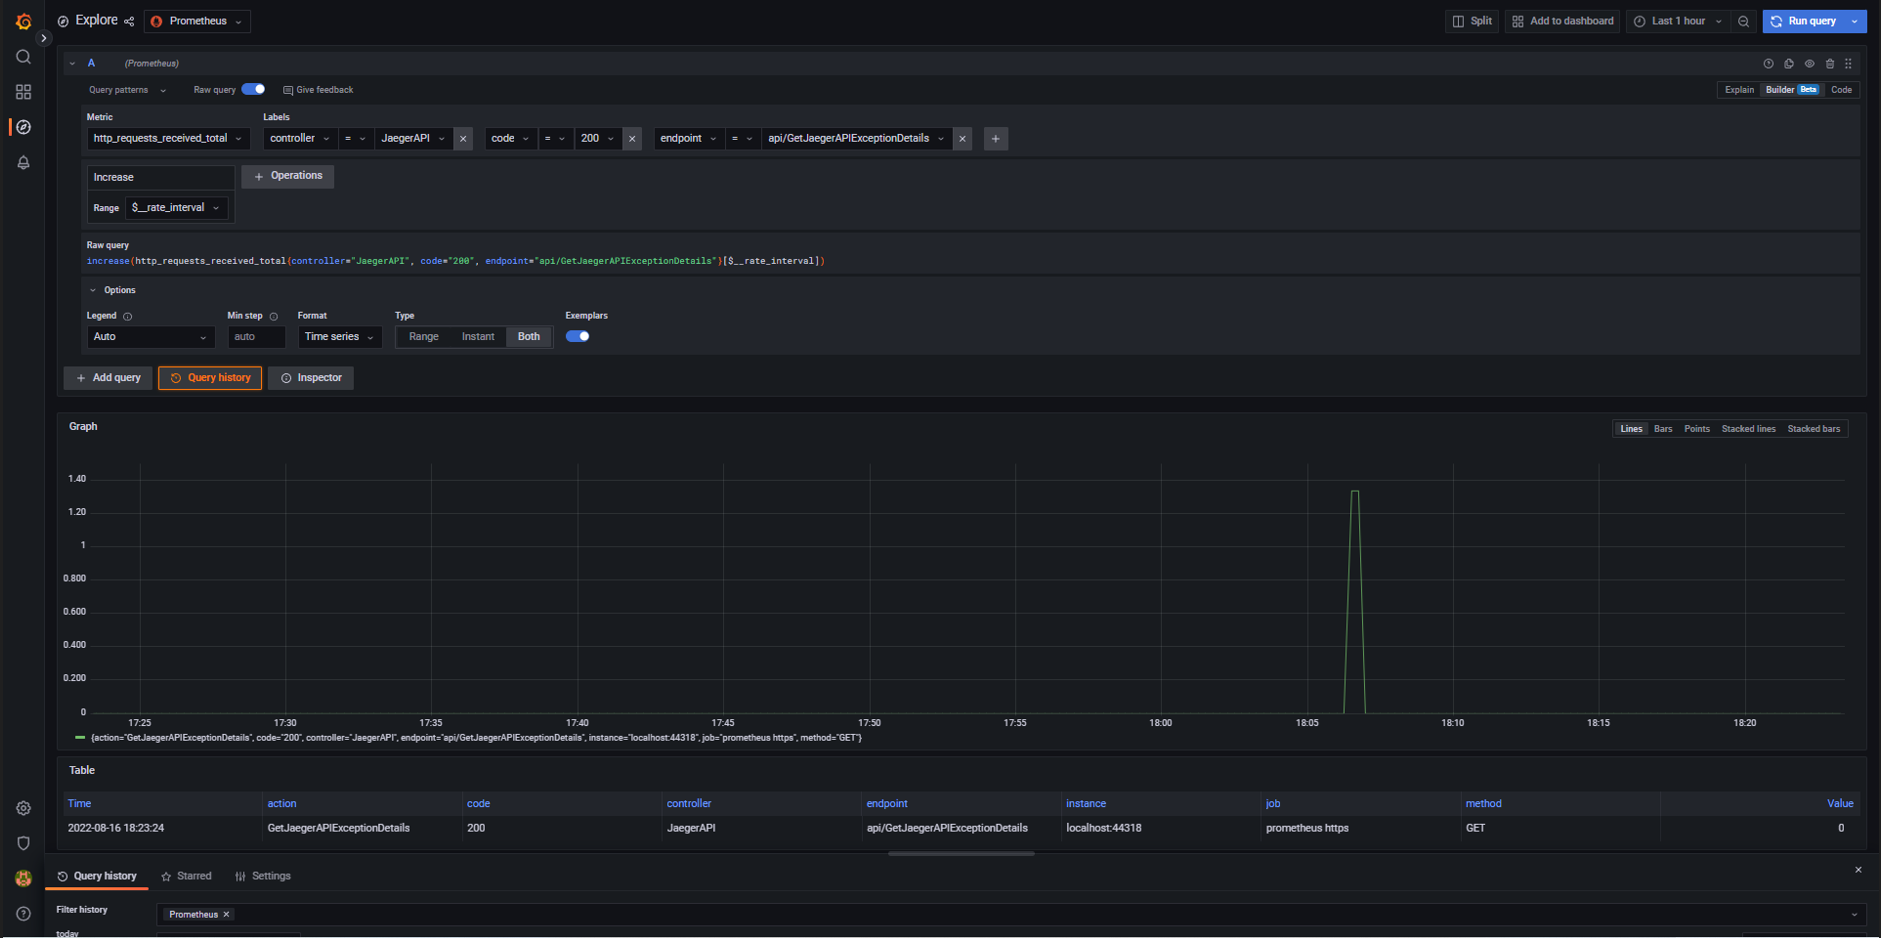 Explore Prometheus Split Add to dashboard Last 1 hour Run query
A (Prometheus)
Query patterns Raw query Give feedback Explain Builder Beta Code
Metric Labels
http_requests_received_total controller = JaegerAPI code = 200 endpoint = api/GetJaegerAPIExceptionDetails
Increase Operations
Range $__rate_interval
Raw query
increase(http_requests_received_total{controller="JaegerAPI", code="200", endpoint="api/GetJaegerAPIExceptionDetails"}[$__rate_interval])
Options
Legend Min step Format Type Exemplars
Auto auto Time series Range Instant Both
+ Add query Query history Inspector
Graph Lines Bars Points Stacked lines Stacked bars
1.40
1.20
1
0.800
0.600
0.400
0.200
0
17:25 17:30 17:35 17:40 17:45 17:50 17:55 18:00 18:05 18:10 18:15 18:20
{action="GetJaegerAPIExceptionDetails", code="200", controller="JaegerAPI", endpoint="api/GetJaegerAPIExceptionDetails", instance="localhost:44318", job="prometheus https", method="GET"}
Table
Time action code controller endpoint instance job method Value
2022-08-16 18:23:24 GetJaegerAPIExceptionDetails 200 JaegerAPI api/GetJaegerAPIExceptionDetails localhost:44318 prometheus https GET 0
Query history Starred Settings
Filter history Prometheus
today